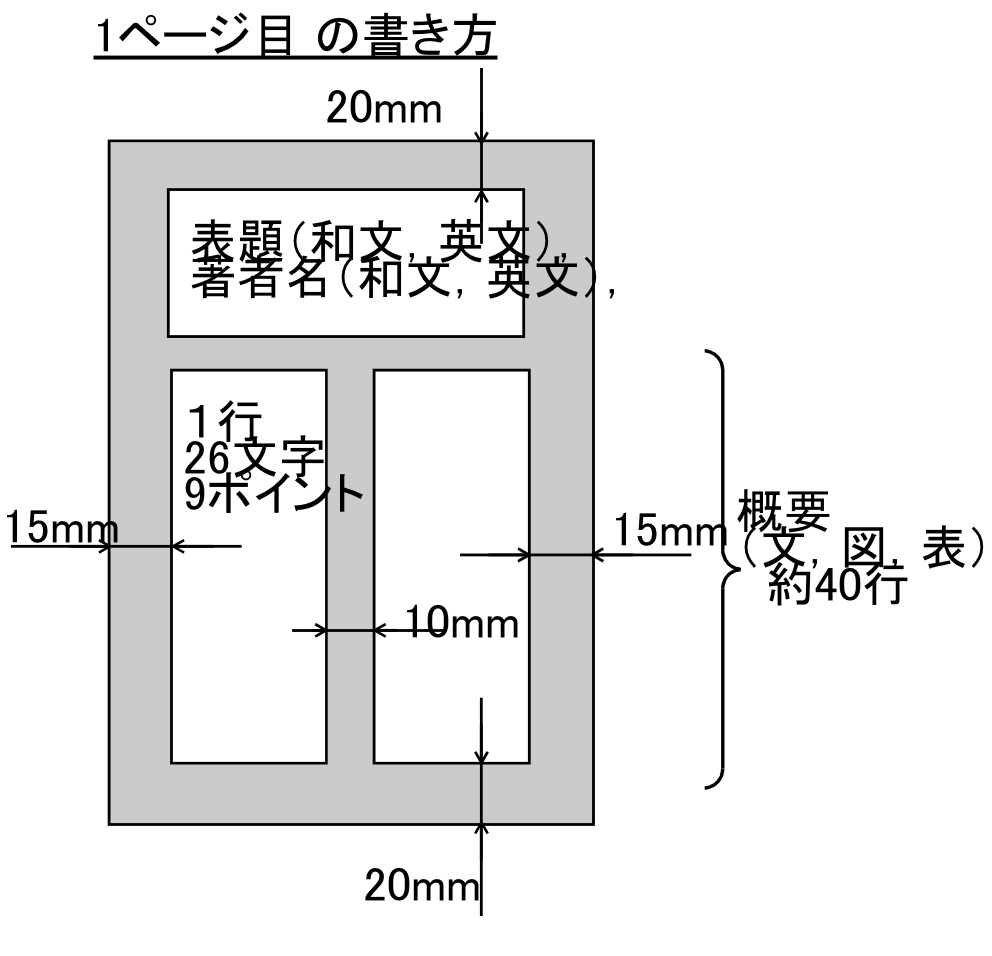 1ページ目 の書き方
20mm
表題(和文, 英文),
著者名(和文, 英文),
1行
26文字
9ポイント
15mm
15mm
概要
(文, 図, 表)
約40行
10mm
20mm